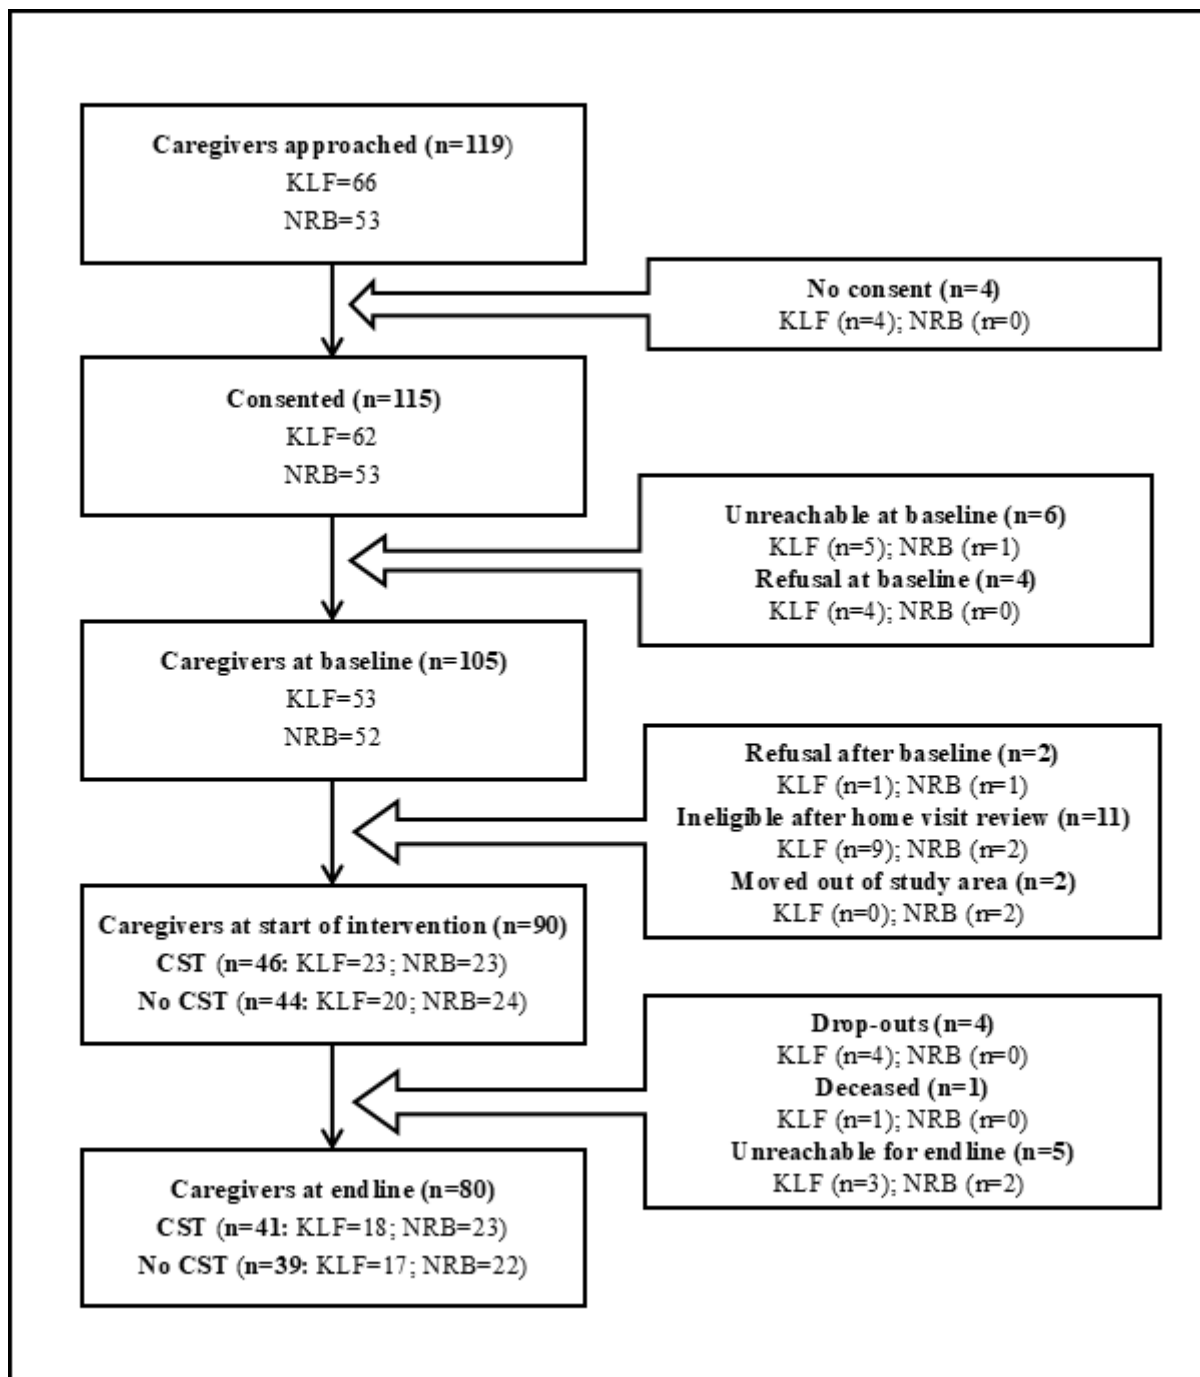 Caregivers approached (n=119)
KLF=66
NRB=53
No consent (n=4)
KLF (n=4); NRB (n=0)
Consented (n=115)
KLF=62
NRB=53
Unreachable at baseline (n=6)
KLF (n=5); NRB (n=1)
Refusal at baseline (n=4)
KLF (n=4); NRB (n=0)
Caregivers at baseline (n=105)
KLF=53
NRB=52
Refusal after baseline (n=2)
KLF (n=1); NRB (n=1)
Ineligible after home visit review (n=11)
KLF (n=9); NRB (n=2)
Moved out of study area (n=2)
KLF (n=0); NRB (n=2)
Caregivers at start of intervention (n=90)
CST (n=46: KLF=23; NRB=23)
No CST (n=44: KLF=20; NRB=24)
Drop-outs (n=4)
KLF (n=4); NRB (n=0)
Deceased (n=1)
KLF (n=1); NRB (n=0)
Unreachable for endline (n=5)
KLF (n=3); NRB (n=2)
Caregivers at endline (n=80)
CST (n=41: KLF=18; NRB=23)
No CST (n=39: KLF=17; NRB=22)